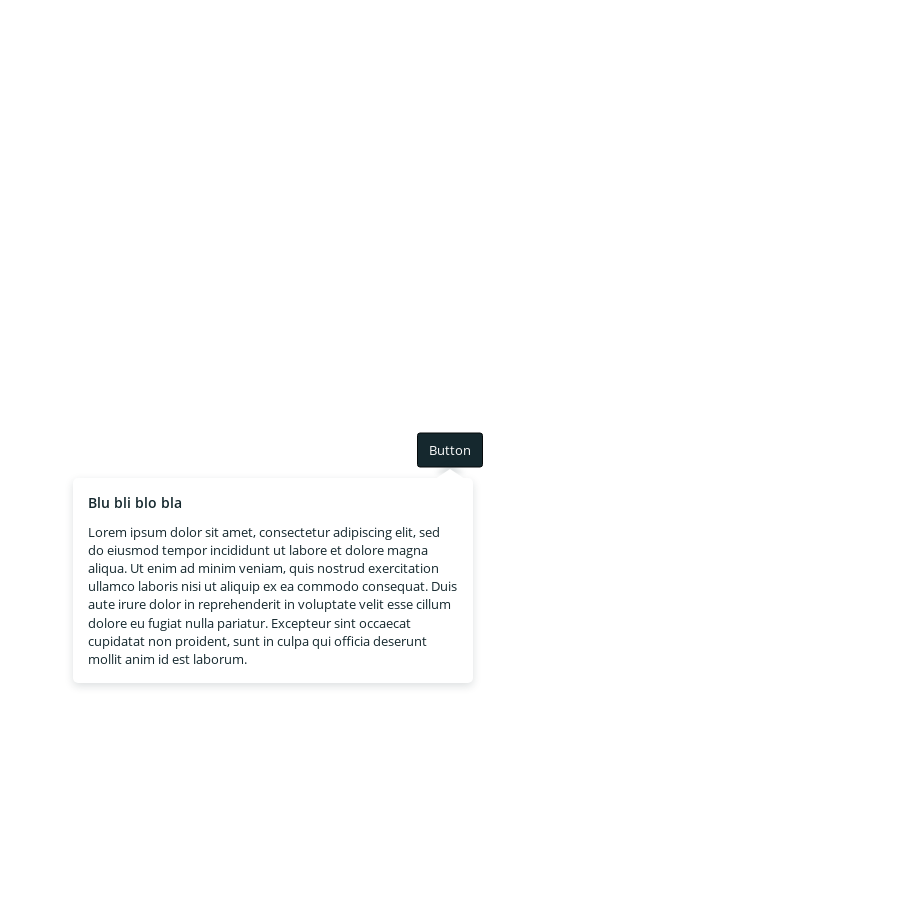 Button
Blu bli blo bla
Lorem ipsum dolor sit amet, consectetur adipiscing elit, sed
do eiusmod tempor incididunt ut labore et dolore magna
aliqua. Ut enim ad minim veniam, quis nostrud exercitation
ullamco laboris nisi ut aliquip ex ea commodo consequat. Duis
aute irure dolor in reprehenderit in voluptate velit esse cillum
dolore eu fugiat nulla pariatur. Excepteur sint occaecat
cupidatat non proident, sunt in culpa qui officia deserunt
mollit anim id est laborum.